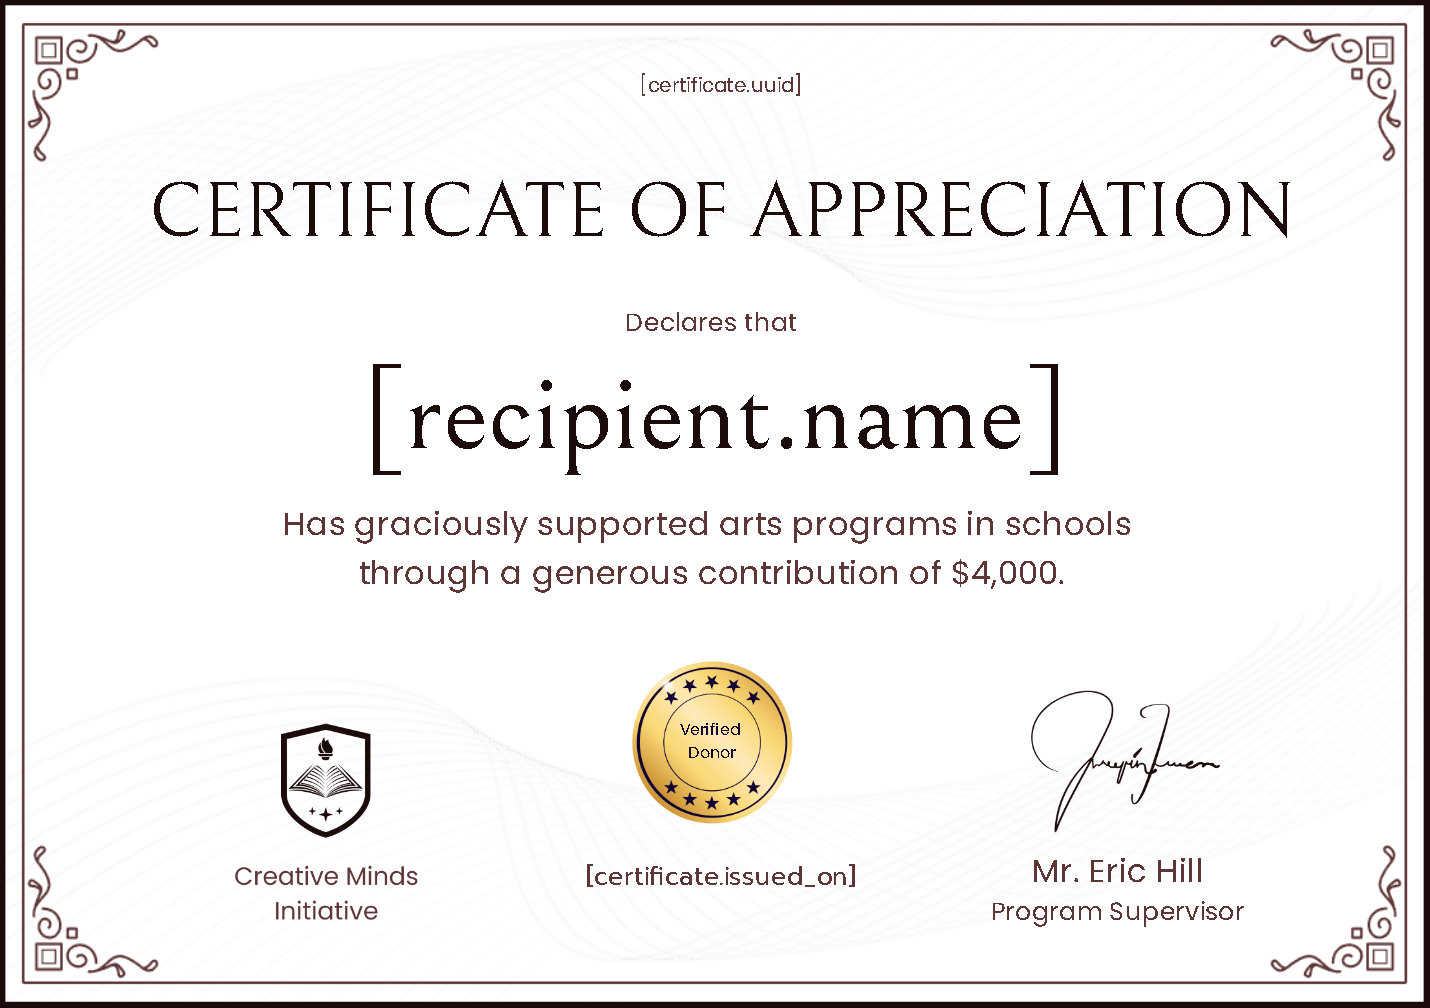 [certificate.uuid]
CERTIFICATE OF APPRECIATION
Declares that
[recipient.name]
Has graciously supported arts programs in schools
through a generous contribution of $4,000.
Verified
Donor
Creative Minds
Initiative
[certificate.issued_on]
Mr. Eric Hill
Program Supervisor